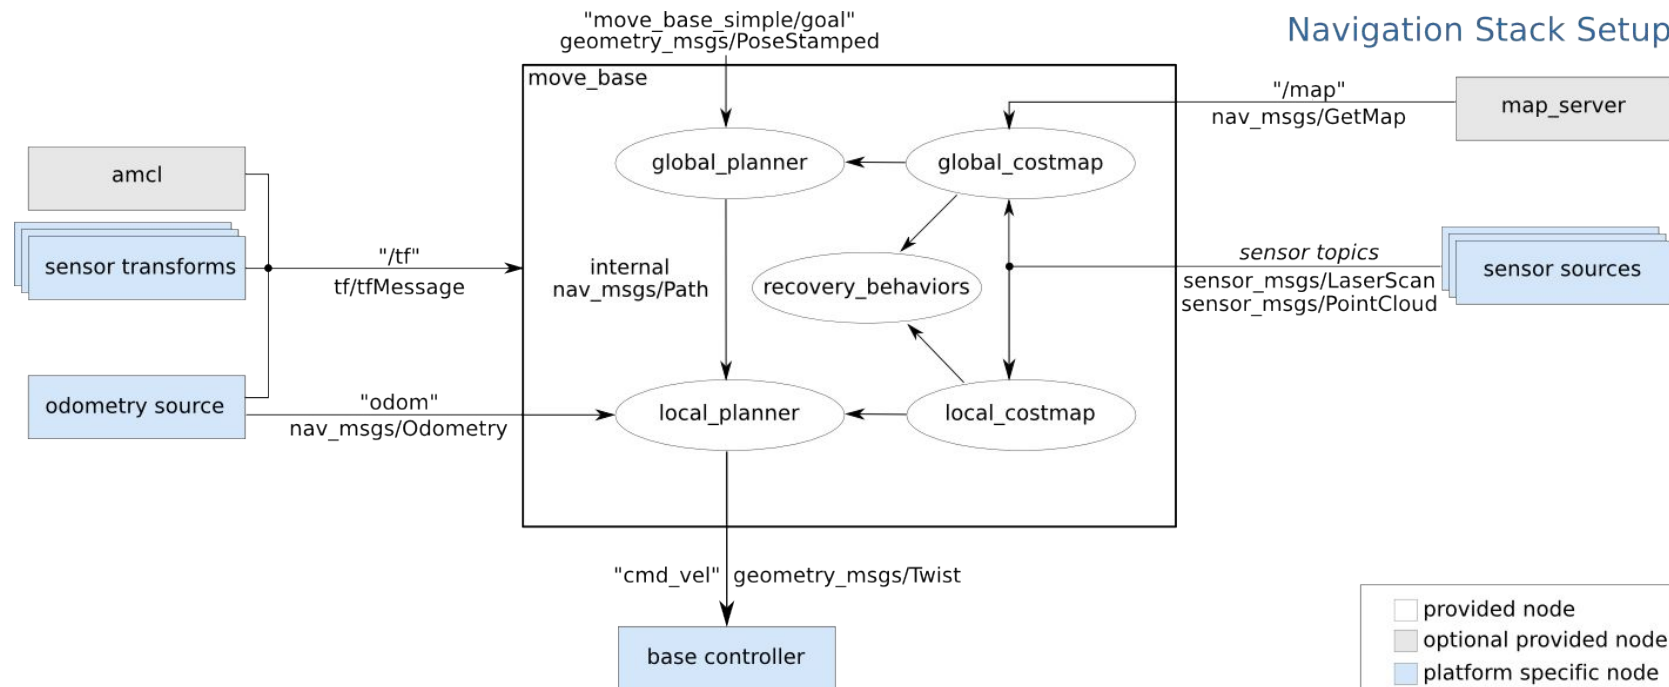 Navigation Stack Setup
"move_base_simple/goal"
geometry_msgs/PoseStamped
move_base
"/map"
nav_msgs/GetMap
map_server
global_planner
global_costmap
amcl
sensor transforms
"/tf"
tf/tfMessage
internal
nav_msgs/Path
recovery_behaviors
sensor topics
sensor_msgs/LaserScan
sensor_msgs/PointCloud
sensor sources
odometry source
"odom"
nav_msgs/Odometry
local_planner
local_costmap
"cmd_vel" geometry_msgs/Twist
base controller
provided node
optional provided node
platform specific node